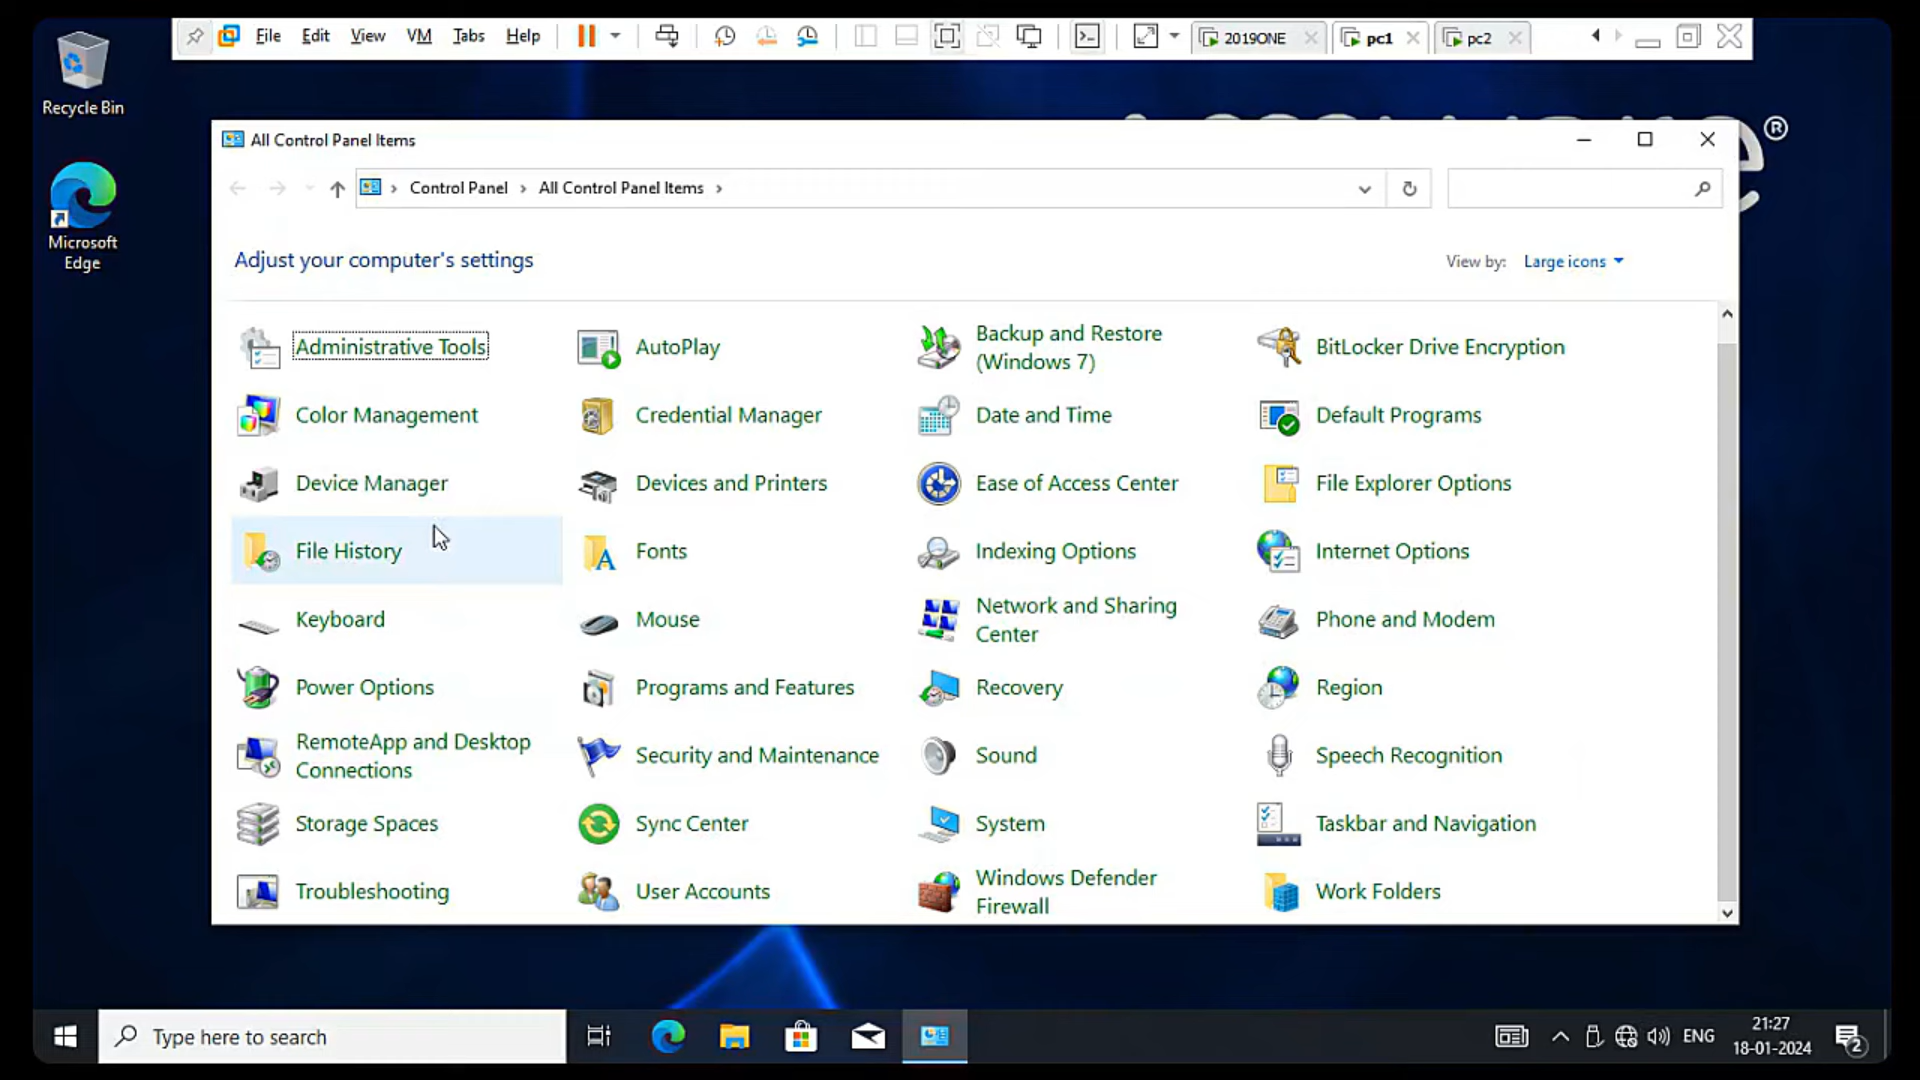 File Edit View VM Tabs Help 2019ONE pc1 pc2
Recycle Bin
Microsoft
Edge
All Control Panel Items
Control Panel All Control Panel Items
Adjust your computer's settings
View by: Large icons
Administrative Tools
AutoPlay
Backup and Restore
(Windows 7)
BitLocker Drive Encryption
Color Management
Credential Manager
Date and Time
Default Programs
Device Manager
Devices and Printers
Ease of Access Center
File Explorer Options
File History
Fonts
Indexing Options
Internet Options
Keyboard
Mouse
Network and Sharing
Center
Phone and Modem
Power Options
Programs and Features
Recovery
Region
RemoteApp and Desktop
Connections
Security and Maintenance
Sound
Speech Recognition
Storage Spaces
Sync Center
System
Taskbar and Navigation
Troubleshooting
User Accounts
Windows Defender
Firewall
Work Folders
Type here to search
ENG
21:27
18-01-2024
2